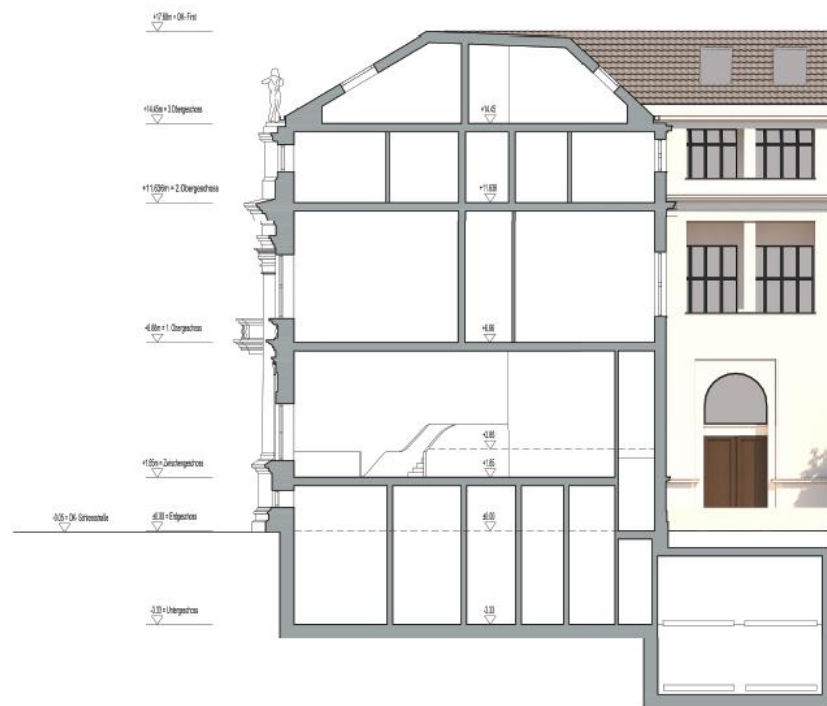 +17.68m = OK- First
+14.45m = 3.Obergeschoss
+14.45
+11.636m = 2. Obergeschoss
+11.636
+6.66m = 1. Obergeschoss
+6.66
+2.85
+1.65m = Zwischengeschoss
+1.65
-0.05 = OK- Schlossstraße
±0.00 = Erdgeschoss
±0.00
-3.33 = Untergeschoss
-3.33